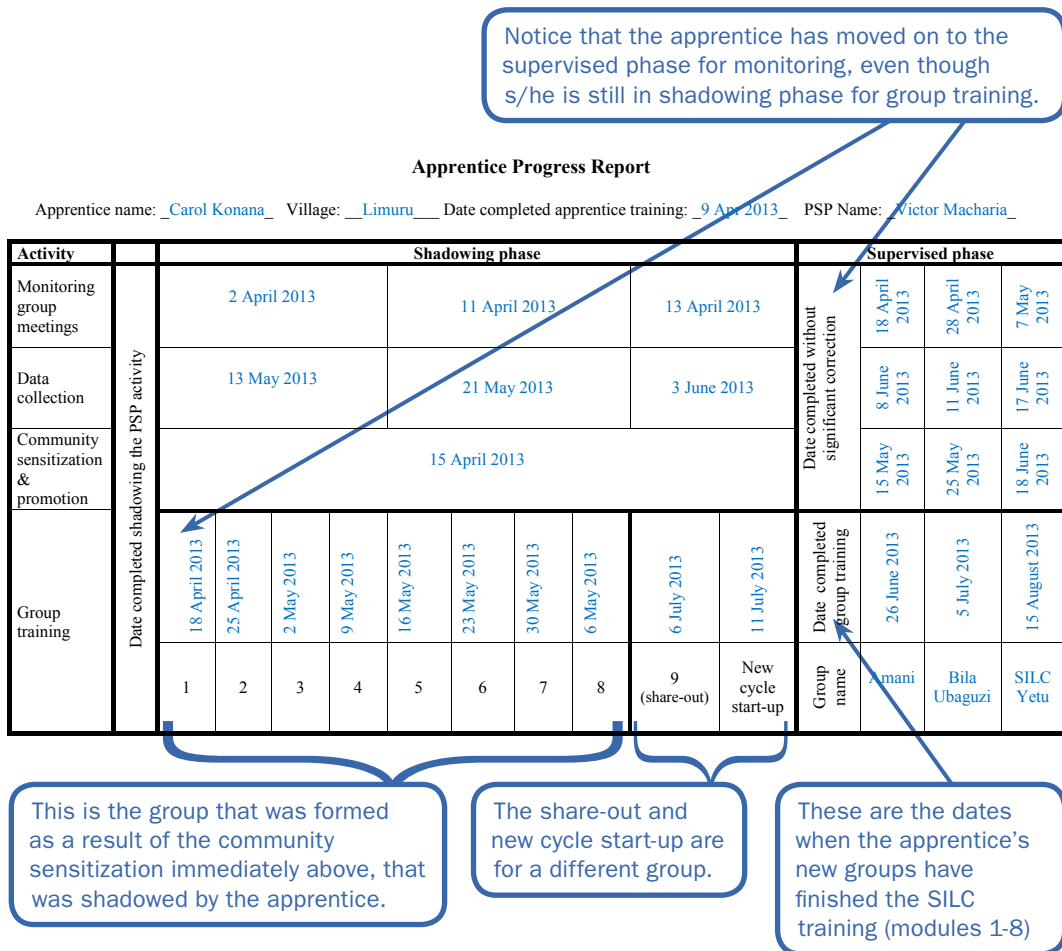 Notice that the apprentice has moved on to the
supervised phase for monitoring, even though
s/he is still in shadowing phase for group training.
Apprentice Progress Report
Apprentice name: _Carol Konana_ Village: __Limuru___ Date completed apprentice training: _9 Apr 2013_ PSP Name: _Victor Macharia_
Activity
Shadowing phase
Supervised phase
Date completed shadowing the PSP activity
Monitoring
group
meetings
2 April 2013
11 April 2013
13 April 2013
Date completed without
significant correction
18 April
2013
28 April
2013
7 May
2013
Data
collection
13 May 2013
21 May 2013
3 June 2013
8 June
2013
11 June
2013
17 June
2013
Community
sensitization
&
promotion
15 April 2013
15 May
2013
25 May
2013
18 June
2013
Group
training
18 April 2013
25 April 2013
2 May 2013
9 May 2013
16 May 2013
23 May 2013
30 May 2013
6 May 2013
6 July 2013
11 July 2013
Date completed
group training
26 June 2013
5 July 2013
15 August 2013
1
2
3
4
5
6
7
8
9
(share-out)
New
cycle
start-up
Group
name
Amani
Bila
Ubaguzi
SILC
Yetu
This is the group that was formed
as a result of the community
sensitization immediately above, that
was shadowed by the apprentice.
The share-out and
new cycle start-up are
for a different group.
These are the dates
when the apprentice's
new groups have
finished the SILC
training (modules 1-8)